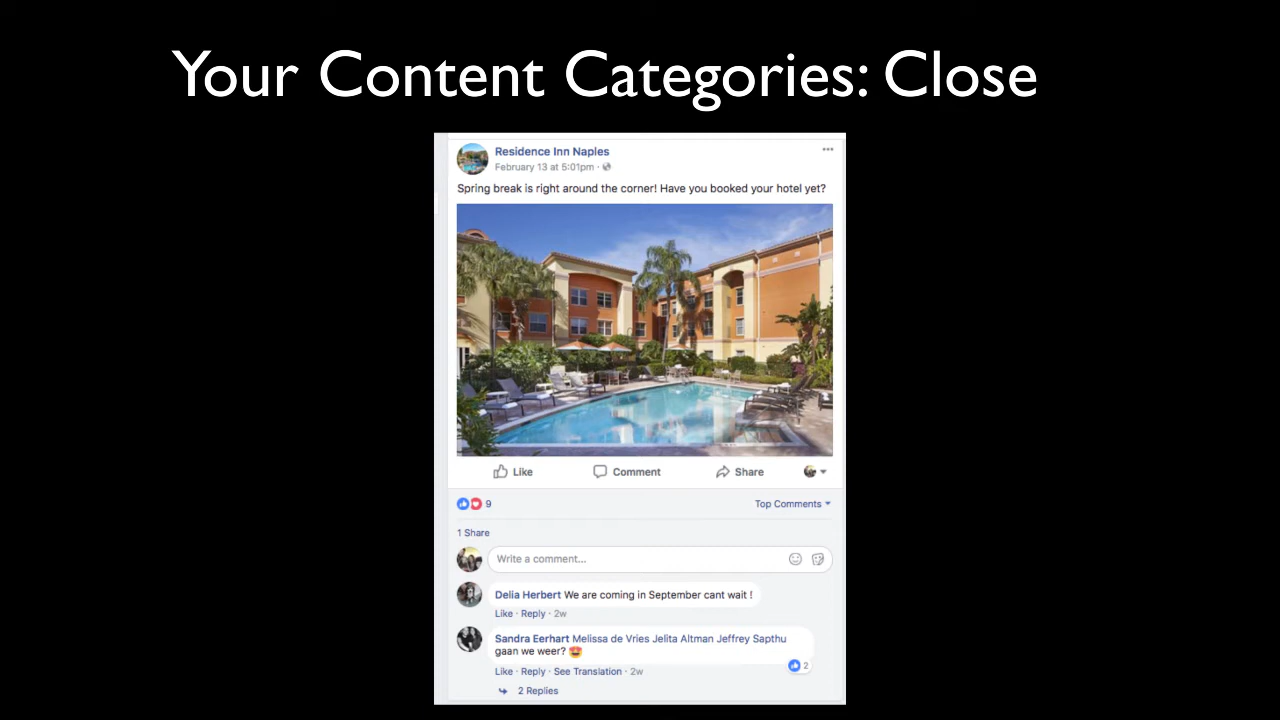 Your Content Categories: Close
Residence Inn Naples
February 13 at 5:01pm ·
Spring break is right around the corner! Have you booked your hotel yet?
Like Comment Share
9 Top Comments
1 Share
Write a comment...
Delia Herbert We are coming in September cant wait !
Like · Reply · 2w
Sandra Eerhart Melissa de Vries Jelita Altman Jeffrey Sapthu
gaan we weer? 😍
2
Like · Reply · See Translation · 2w
2 Replies